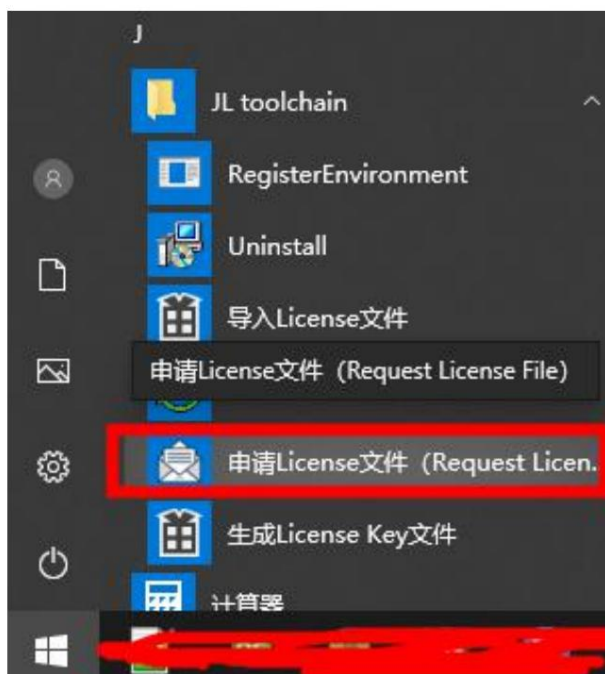 J
JL toolchain
RegisterEnvironment
Uninstall
导入License文件
申请License文件（Request License File）
申请License文件（Request Licen...
生成License Key文件
计算器